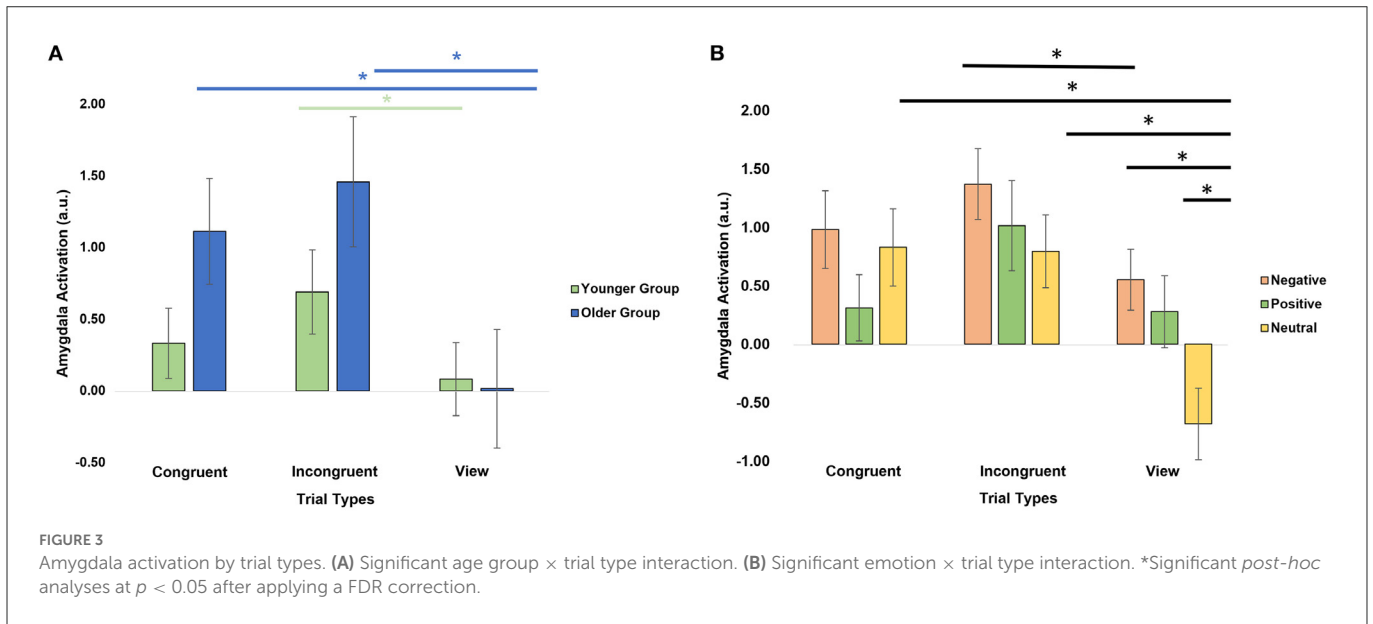 A
*
*
*
Amygdala Activation (a.u.)
2.00
1.50
1.00
0.50
0.00
-0.50
Congruent
Incongruent
View
Trial Types
Younger Group
Older Group
B
*
*
*
*
*
Amygdala Activation (a.u.)
2.00
1.50
1.00
0.50
0.00
-0.50
-1.00
Congruent
Incongruent
View
Trial Types
Negative
Positive
Neutral
FIGURE 3
Amygdala activation by trial types. (A) Significant age group × trial type interaction. (B) Significant emotion × trial type interaction. *Significant post-hoc
analyses at p < 0.05 after applying a FDR correction.